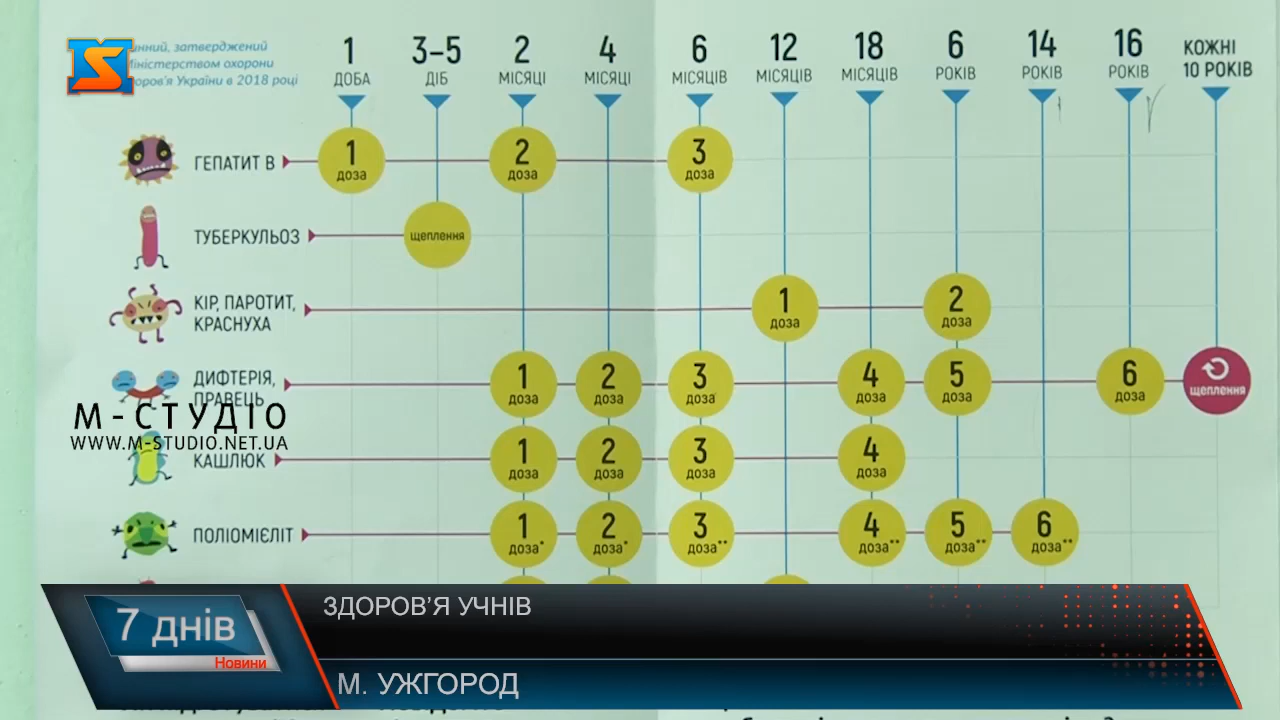 затверджений
Міністерством охорони
здоров'я України в 2018 році
1 ДОБА
3–5 ДІБ
2 МІСЯЦІ
4 МІСЯЦІ
6 МІСЯЦІВ
12 МІСЯЦІВ
18 МІСЯЦІВ
6 РОКІВ
14 РОКІВ
16 РОКІВ
КОЖНІ 10 РОКІВ
ГЕПАТИТ В
1 доза
2 доза
3 доза
ТУБЕРКУЛЬОЗ
щеплення
КІР, ПАРОТИТ,
КРАСНУХА
1 доза
2 доза
ДИФТЕРІЯ,
ПРАВЕЦЬ
1 доза
2 доза
3 доза
4 доза
5 доза
6 доза
щеплення
М-СТУДІО
WWW.M-STUDIO.NET.UA
КАШЛЮК
1 доза
2 доза
3 доза
4 доза
ПОЛІОМІЄЛІТ
1 доза*
2 доза*
3 доза**
4 доза**
5 доза**
6 доза**
7 днів
Новини
ЗДОРОВ'Я УЧНІВ
М. УЖГОРОД